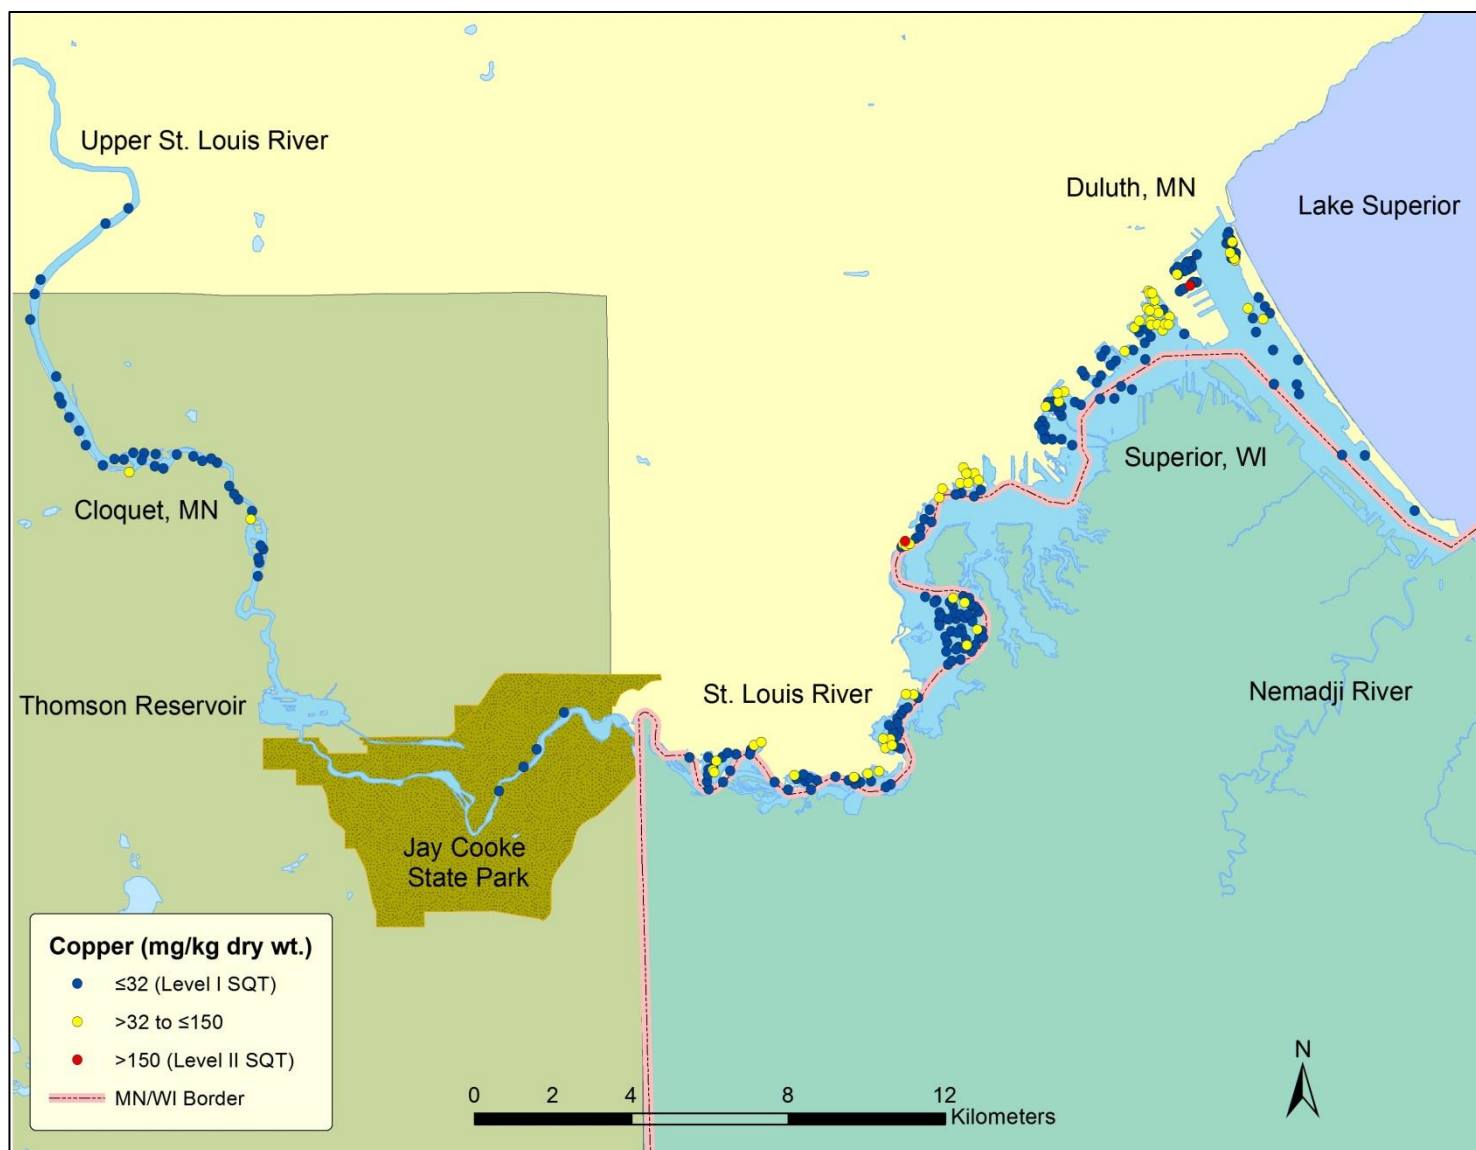 Upper St. Louis River
Duluth, MN
Lake Superior
Superior, WI
Cloquet, MN
Thomson Reservoir
St. Louis River
Nemadji River
Jay Cooke
State Park
Copper (mg/kg dry wt.)
≤32 (Level I SQT)
>32 to ≤150
>150 (Level II SQT)
MN/WI Border
0 2 4 8 12
Kilometers
N